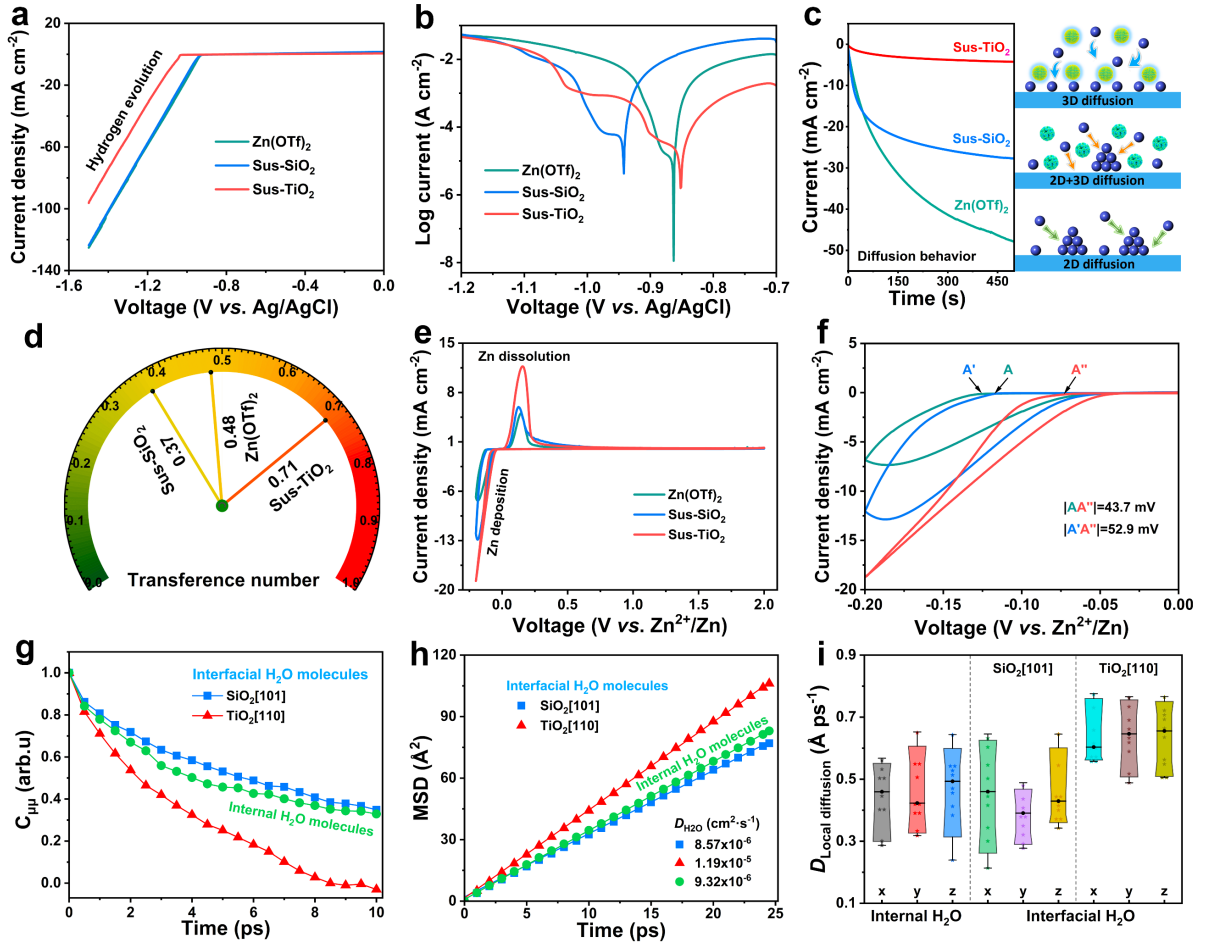 a
Current density (mA cm⁻²)
20
-20
-60
-100
-140
Hydrogen evolution
Zn(OTf)₂
Sus-SiO₂
Sus-TiO₂
-1.6
-1.2
-0.8
-0.4
0.0
Voltage (V vs. Ag/AgCl)
b
Log current (A cm⁻²)
-2
-4
-6
-8
Zn(OTf)₂
Sus-SiO₂
Sus-TiO₂
-1.2
-1.1
-1.0
-0.9
-0.8
-0.7
Voltage (V vs. Ag/AgCl)
c
Current (mA cm⁻²)
0
-10
-20
-30
-40
-50
Sus-TiO₂
Sus-SiO₂
Zn(OTf)₂
Diffusion behavior
0
150
300
450
Time (s)
3D diffusion
2D+3D diffusion
2D diffusion
d
0.0
0.1
0.2
0.3
0.4
0.5
0.6
0.7
0.8
0.9
1.0
Sus-SiO₂
0.37
0.48
Zn(OTf)₂
0.71
Sus-TiO₂
Transference number
e
Current density (mA cm⁻²)
15
8
1
-6
-13
-20
Zn dissolution
Zn deposition
Zn(OTf)₂
Sus-SiO₂
Sus-TiO₂
0.0
0.5
1.0
1.5
2.0
Voltage (V vs. Zn²⁺/Zn)
f
Current density (mA cm⁻²)
5
0
-5
-10
-15
-20
A'
A
A''
|AA''|=43.7 mV
|A'A''|=52.9 mV
-0.20
-0.15
-0.10
-0.05
0.00
Voltage (V vs. Zn²⁺/Zn)
g
C_μμ (arb.u)
1.0
0.8
0.6
0.4
0.2
0.0
Interfacial H₂O molecules
SiO₂[101]
TiO₂[110]
Internal H₂O molecules
0
2
4
6
8
10
Time (ps)
h
MSD (Å²)
120
90
60
30
0
Interfacial H₂O molecules
SiO₂[101]
TiO₂[110]
Internal H₂O molecules
D_H2O (cm²·s⁻¹)
8.57x10⁻⁶
1.19x10⁻⁵
9.32x10⁻⁶
0
5
10
15
20
25
Time (ps)
i
D_Local diffusion (Å ps⁻¹)
0.9
0.7
0.5
0.3
0.1
SiO₂[101]
TiO₂[110]
x y z x y z x y z
Internal H₂O
Interfacial H₂O